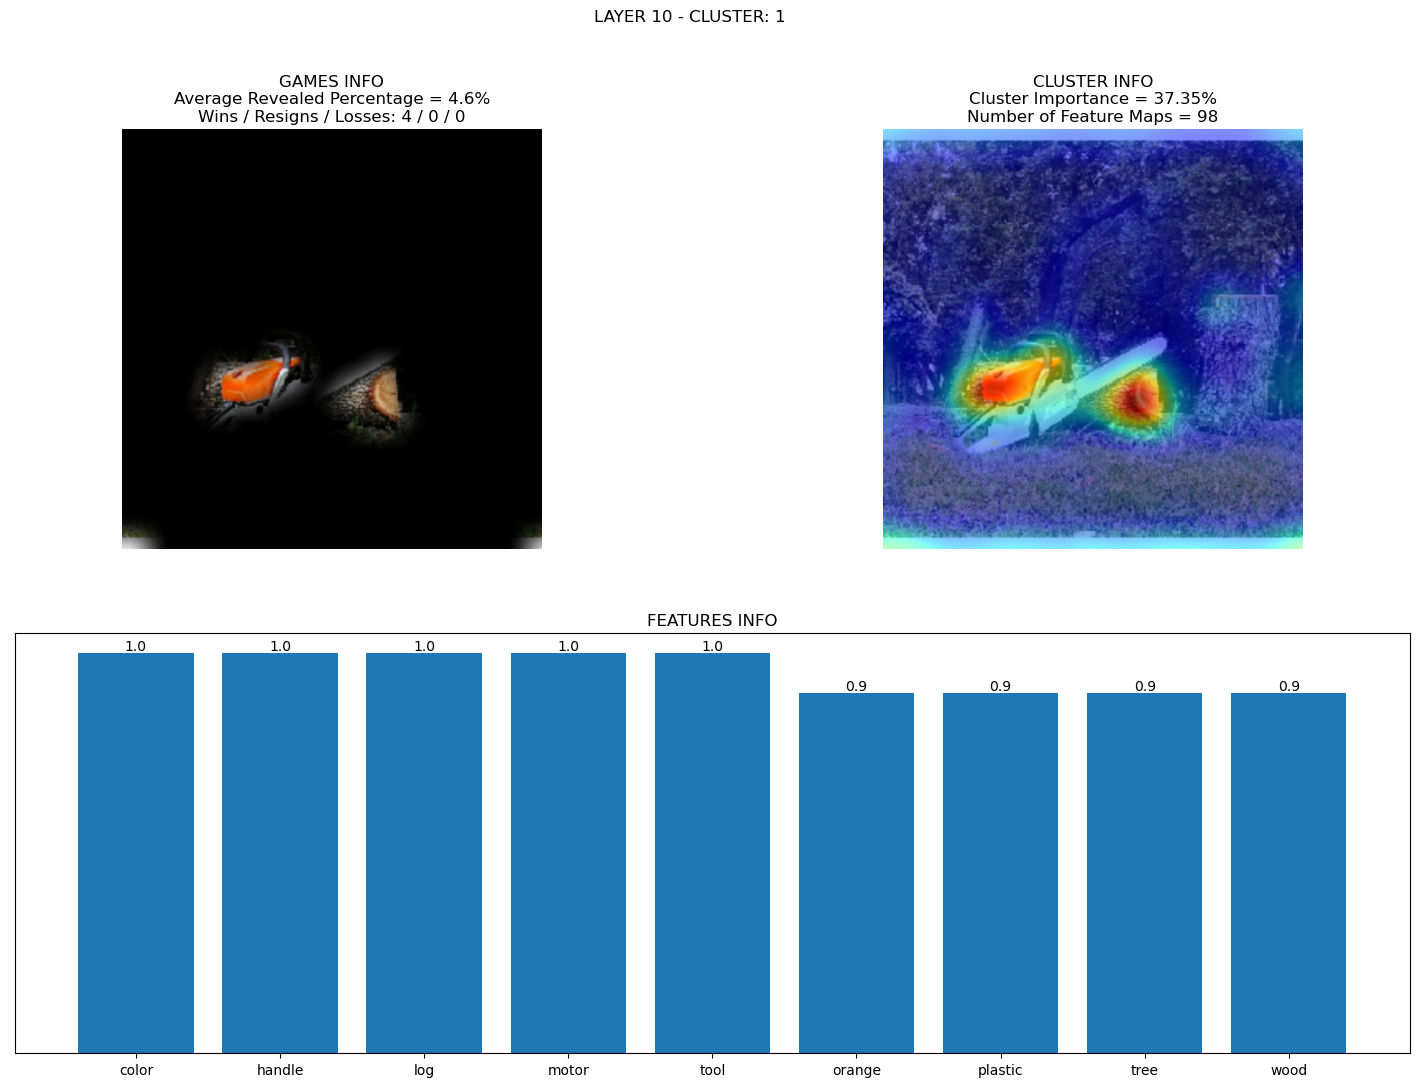 LAYER 10 - CLUSTER: 1
GAMES INFO
Average Revealed Percentage = 4.6%
Wins / Resigns / Losses: 4 / 0 / 0
CLUSTER INFO
Cluster Importance = 37.35%
Number of Feature Maps = 98
FEATURES INFO
1.0 1.0 1.0 1.0 1.0 0.9 0.9 0.9 0.9
color handle log motor tool orange plastic tree wood